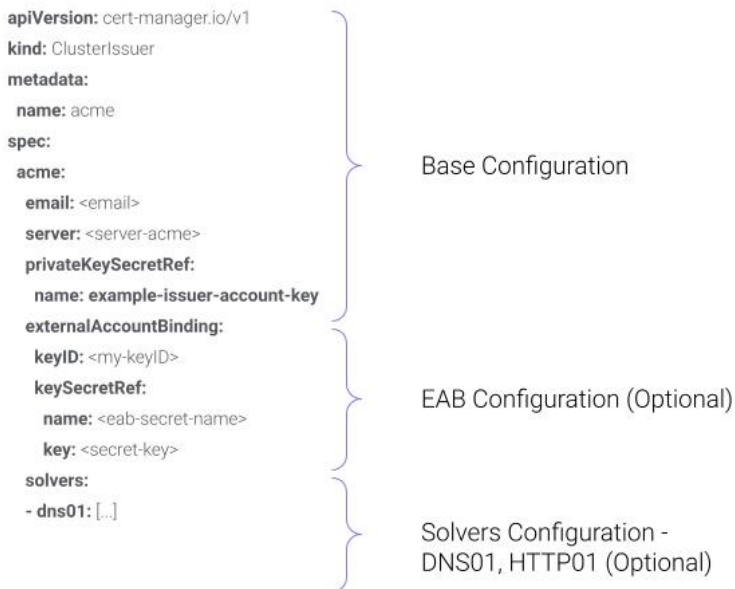 apiVersion: cert-manager.io/v1
kind: ClusterIssuer
metadata:
name: acme
spec:
acme:
email: <email>
server: <server-acme>
privateKeySecretRef:
name: example-issuer-account-key
externalAccountBinding:
keyID: <my-keyID>
keySecretRef:
name: <eab-secret-name>
key: <secret-key>
solvers:
- dns01: [...]
Base Configuration
EAB Configuration (Optional)
Solvers Configuration -
DNS01, HTTP01 (Optional)